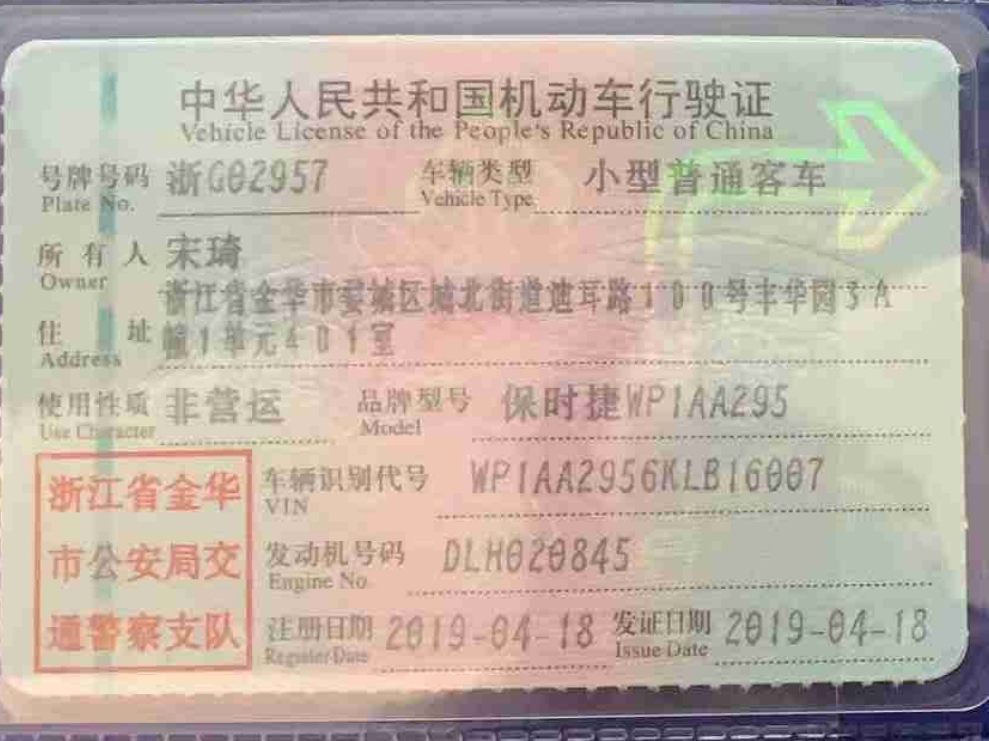 中华人民共和国机动车行驶证
Vehicle License of the People's Republic of China
号牌号码 浙G02957 车辆类型 小型普通客车
Plate No. Vehicle Type
所有人 宋琦
Owner
浙江省金华市婺城区城北街道迪耳路100号丰华园3A
住址 幢1单元401室
Address
使用性质 非营运 品牌型号 保时捷WP1AA295
Use Character Model
浙江省金华 车辆识别代号 WP1AA2956KLB16007
VIN
市公安局交 发动机号码 DLH020845
Engine No.
通警察支队 注册日期 2019-04-18 发证日期 2019-04-18
Register Date Issue Date